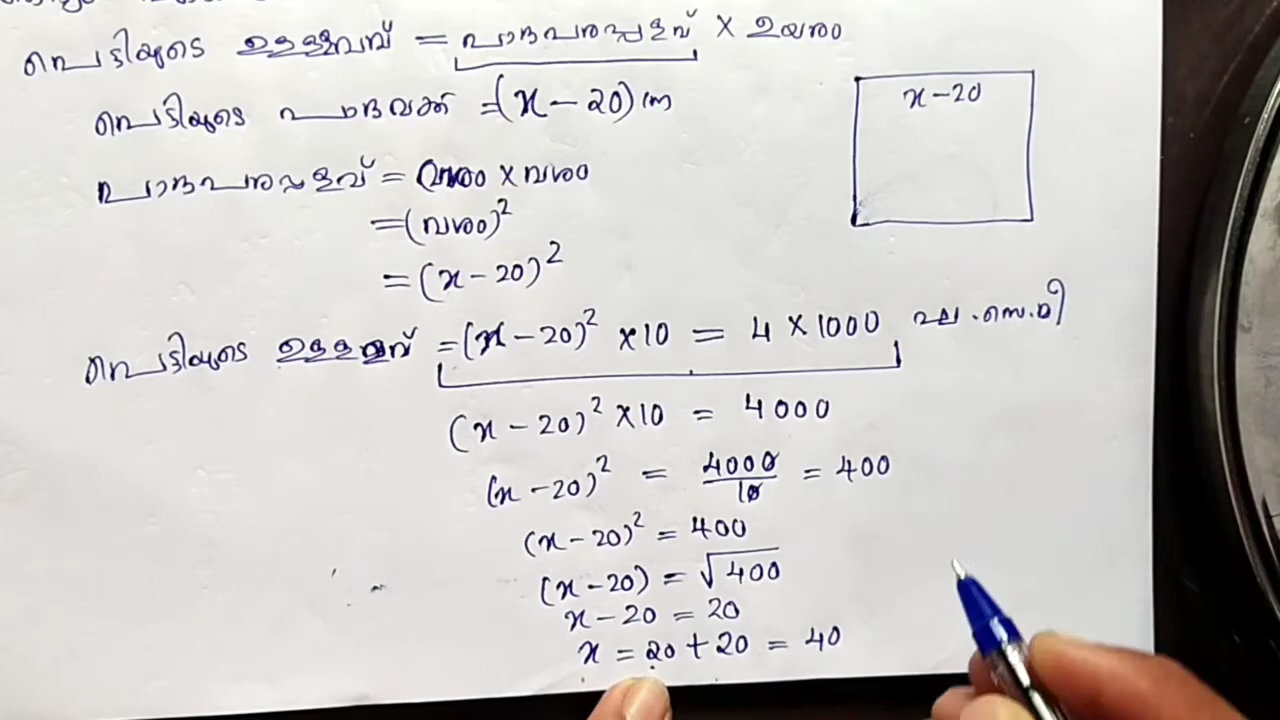 പെട്ടിയുടെ ഉള്ളളവ് = പാദപരപ്പളവ് × ഉയരം
പെട്ടിയുടെ പാദവക്ക് = (x - 20) സെ.മീ
x - 20
പാദപരപ്പളവ് = വശം × വശം
= (വശം)²
= (x - 20)²
പെട്ടിയുടെ ഉള്ളളവ് = (x - 20)² × 10 = 4 × 1000 ഘ.സെ.മീ
(x - 20)² × 10 = 4000
(x - 20)² = 4000/10 = 400
(x - 20)² = 400
(x - 20) = √400
x - 20 = 20
x = 20 + 20 = 40